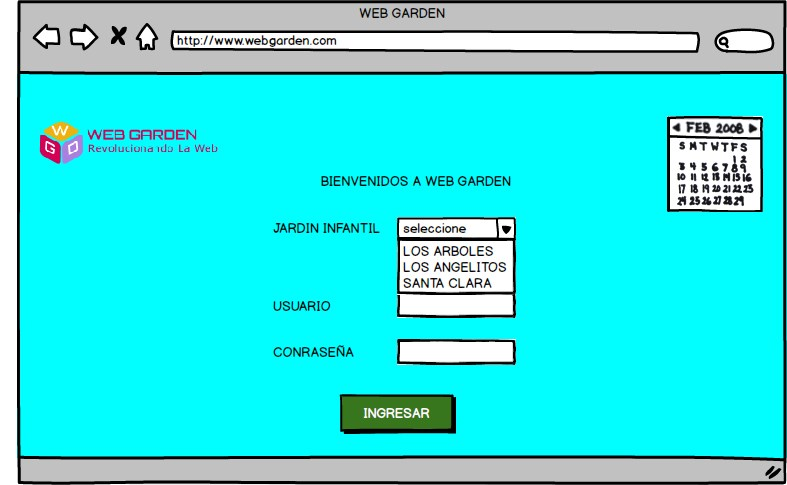 WEB GARDEN
http://www.webgarden.com
W
G D
WEB GARDEN
Revolucionando La Web
FEB 2008
S M T W T F S
1 2
3 4 5 6 7 8 9
10 11 12 13 14 15 16
17 18 19 20 21 22 23
24 25 26 27 28 29
BIENVENIDOS A WEB GARDEN
JARDIN INFANTIL seleccione
LOS ARBOLES
LOS ANGELITOS
SANTA CLARA
USUARIO
CONRASEÑA
INGRESAR